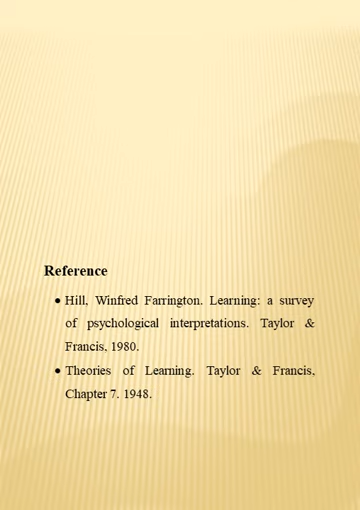 Reference
● Hill, Winfred Farrington. Learning: a survey
of psychological interpretations. Taylor &
Francis, 1980.
● Theories of Learning. Taylor & Francis,
Chapter 7. 1948.